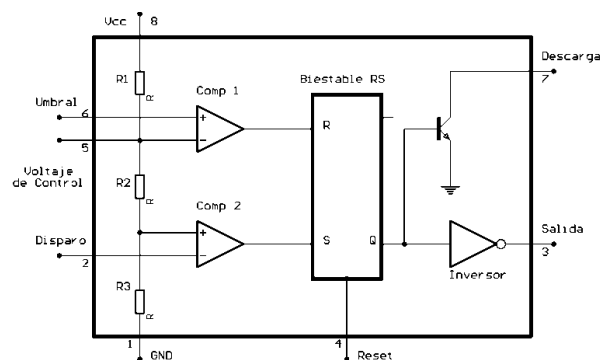 Vcc 8
Descarga
7
R1
R
Comp 1
Biestable RS
Umbral
6
+
R
5
-
Voltaje
de Control
R2
R
Comp 2
Disparo
+
S
Q
Salida
2
-
3
Inversor
R3
R
1
4
GND
Reset